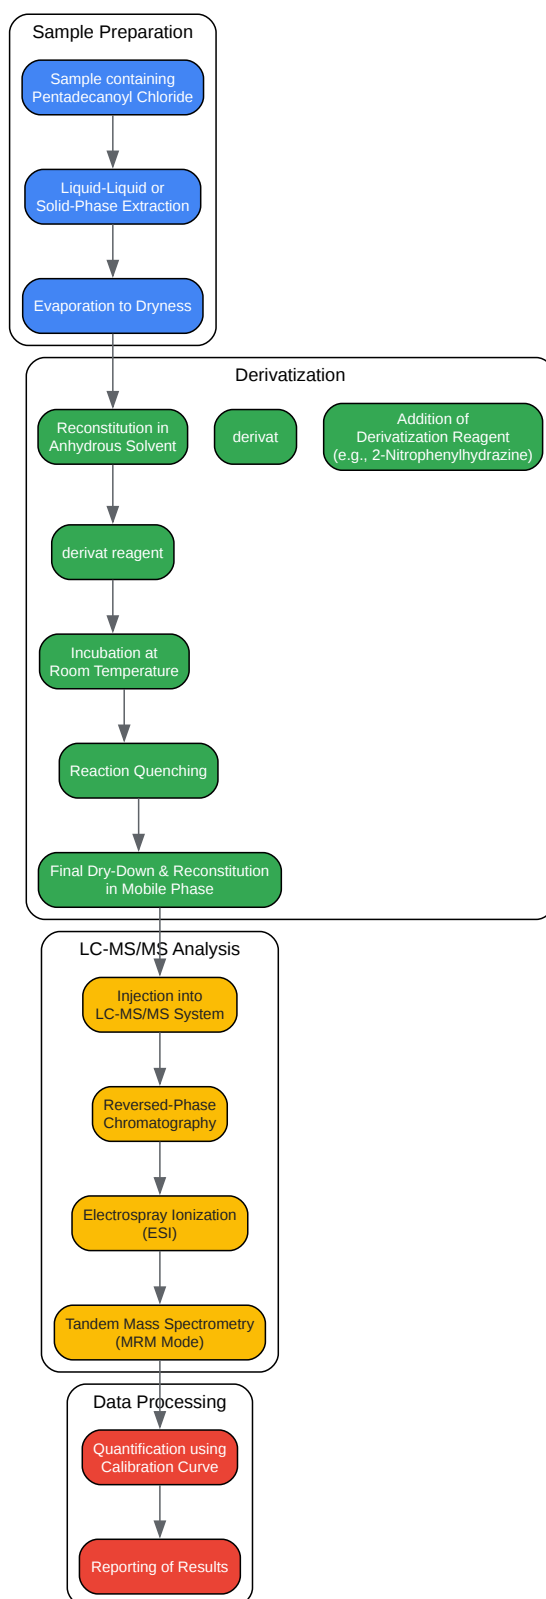 Sample Preparation
Sample containing
Pentadecanoyl Chloride
Liquid-Liquid or
Solid-Phase Extraction
Evaporation to Dryness
Derivatization
Reconstitution in
Anhydrous Solvent
derivat
Addition of
Derivatization Reagent
(e.g., 2-Nitrophenylhydrazine)
derivat reagent
Incubation at
Room Temperature
Reaction Quenching
Final Dry-Down & Reconstitution
in Mobile Phase
LC-MS/MS Analysis
Injection into
LC-MS/MS System
Reversed-Phase
Chromatography
Electrospray Ionization
(ESI)
Tandem Mass Spectrometry
(MRM Mode)
Data Processing
Quantification using
Calibration Curve
Reporting of Results